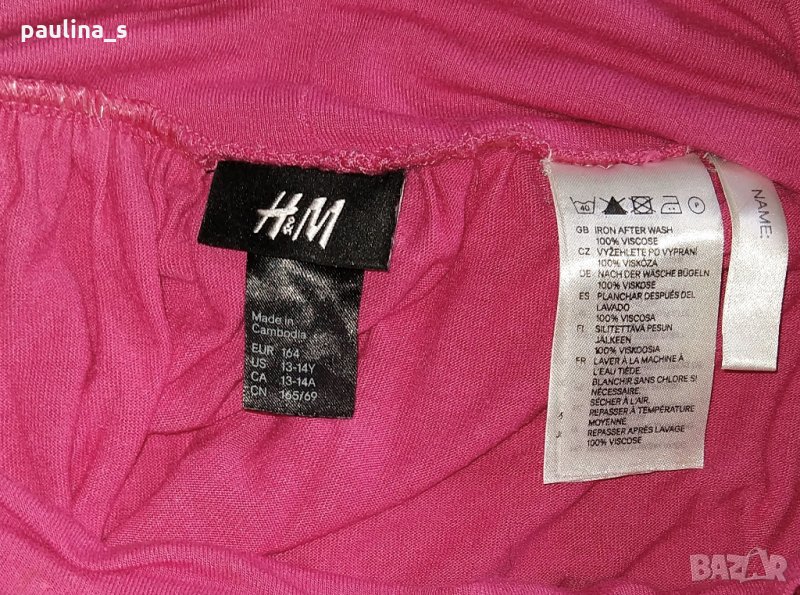 paulina_s
H&M
Made in
Cambodia
EUR 164
US 13-14Y
CA 13-14A
CN 165/69
40
P
GB IRON AFTER WASH
100% VISCOSE
CZ VYŽEHLETE PO VYPRÁNÍ
100% VISKÓZA
DE NACH DER WÄSCHE BÜGELN
100% VISKOSE
ES PLANCHAR DESPUÉS DEL
LAVADO
100% VISCOSA
FI SILITETTÄVÄ PESUN
JÄLKEEN
100% VISKOOSIA
FR LAVER À LA MACHINE À
L'EAU TIÈDE.
BLANCHIR SANS CHLORE SI
NÉCESSAIRE.
SÉCHER À L'AIR.
REPASSER À TEMPÉRATURE
MOYENNE
REPASSER APRÈS LAVAGE
100% VISCOSE
NAME:
BAZAR